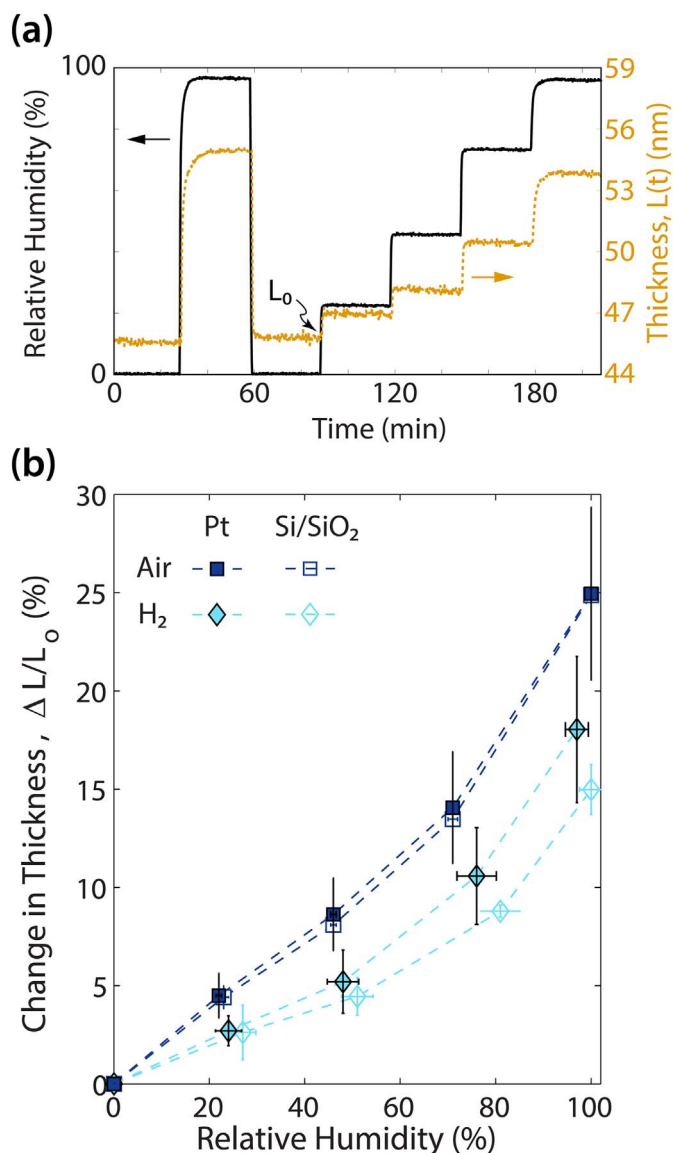 (a)
100
Relative Humidity (%)
0
0
60
120
180
Time (min)
L₀
59
56
53
50
47
44
Thickness, L(t) (nm)
(b)
30
25
20
15
10
5
0
Change in Thickness , Δ L/Lₒ (%)
Pt Si/SiO₂
Air
H₂
0 20 40 60 80 100
Relative Humidity (%)